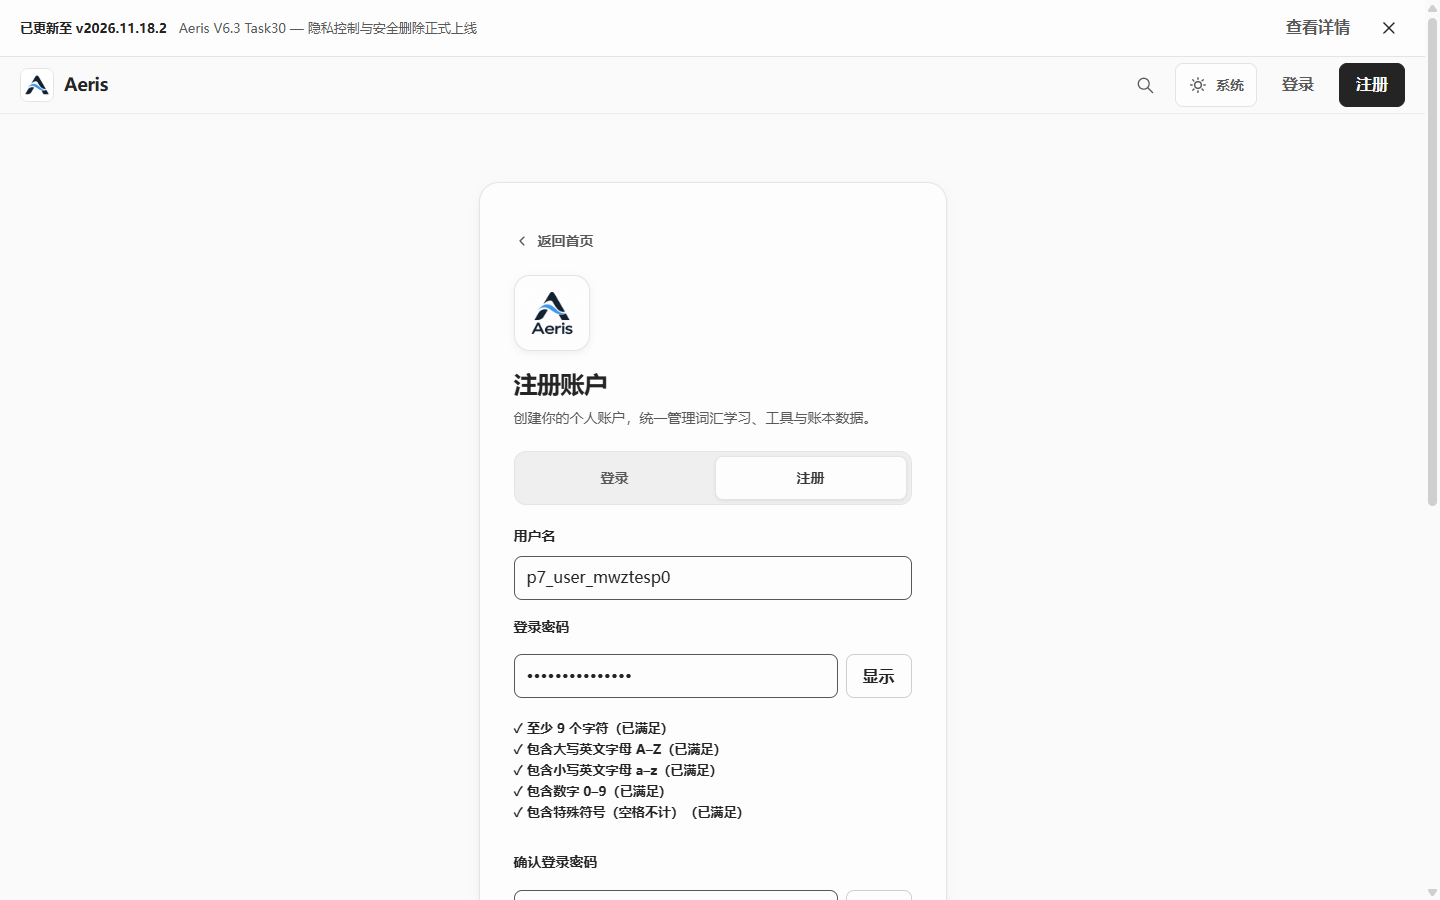 已更新至 v2026.11.18.2 Aeris V6.3 Task30 — 隐私控制与安全删除正式上线 查看详情
Aeris 系统 登录 注册
返回首页
Aeris
注册账户
创建你的个人账户，统一管理词汇学习、工具与账本数据。
登录 注册
用户名
p7_user_mwztesp0
登录密码
••••••••••••••• 显示
✓ 至少 9 个字符（已满足）
✓ 包含大写英文字母 A–Z（已满足）
✓ 包含小写英文字母 a–z（已满足）
✓ 包含数字 0–9（已满足）
✓ 包含特殊符号（空格不计）（已满足）
确认登录密码